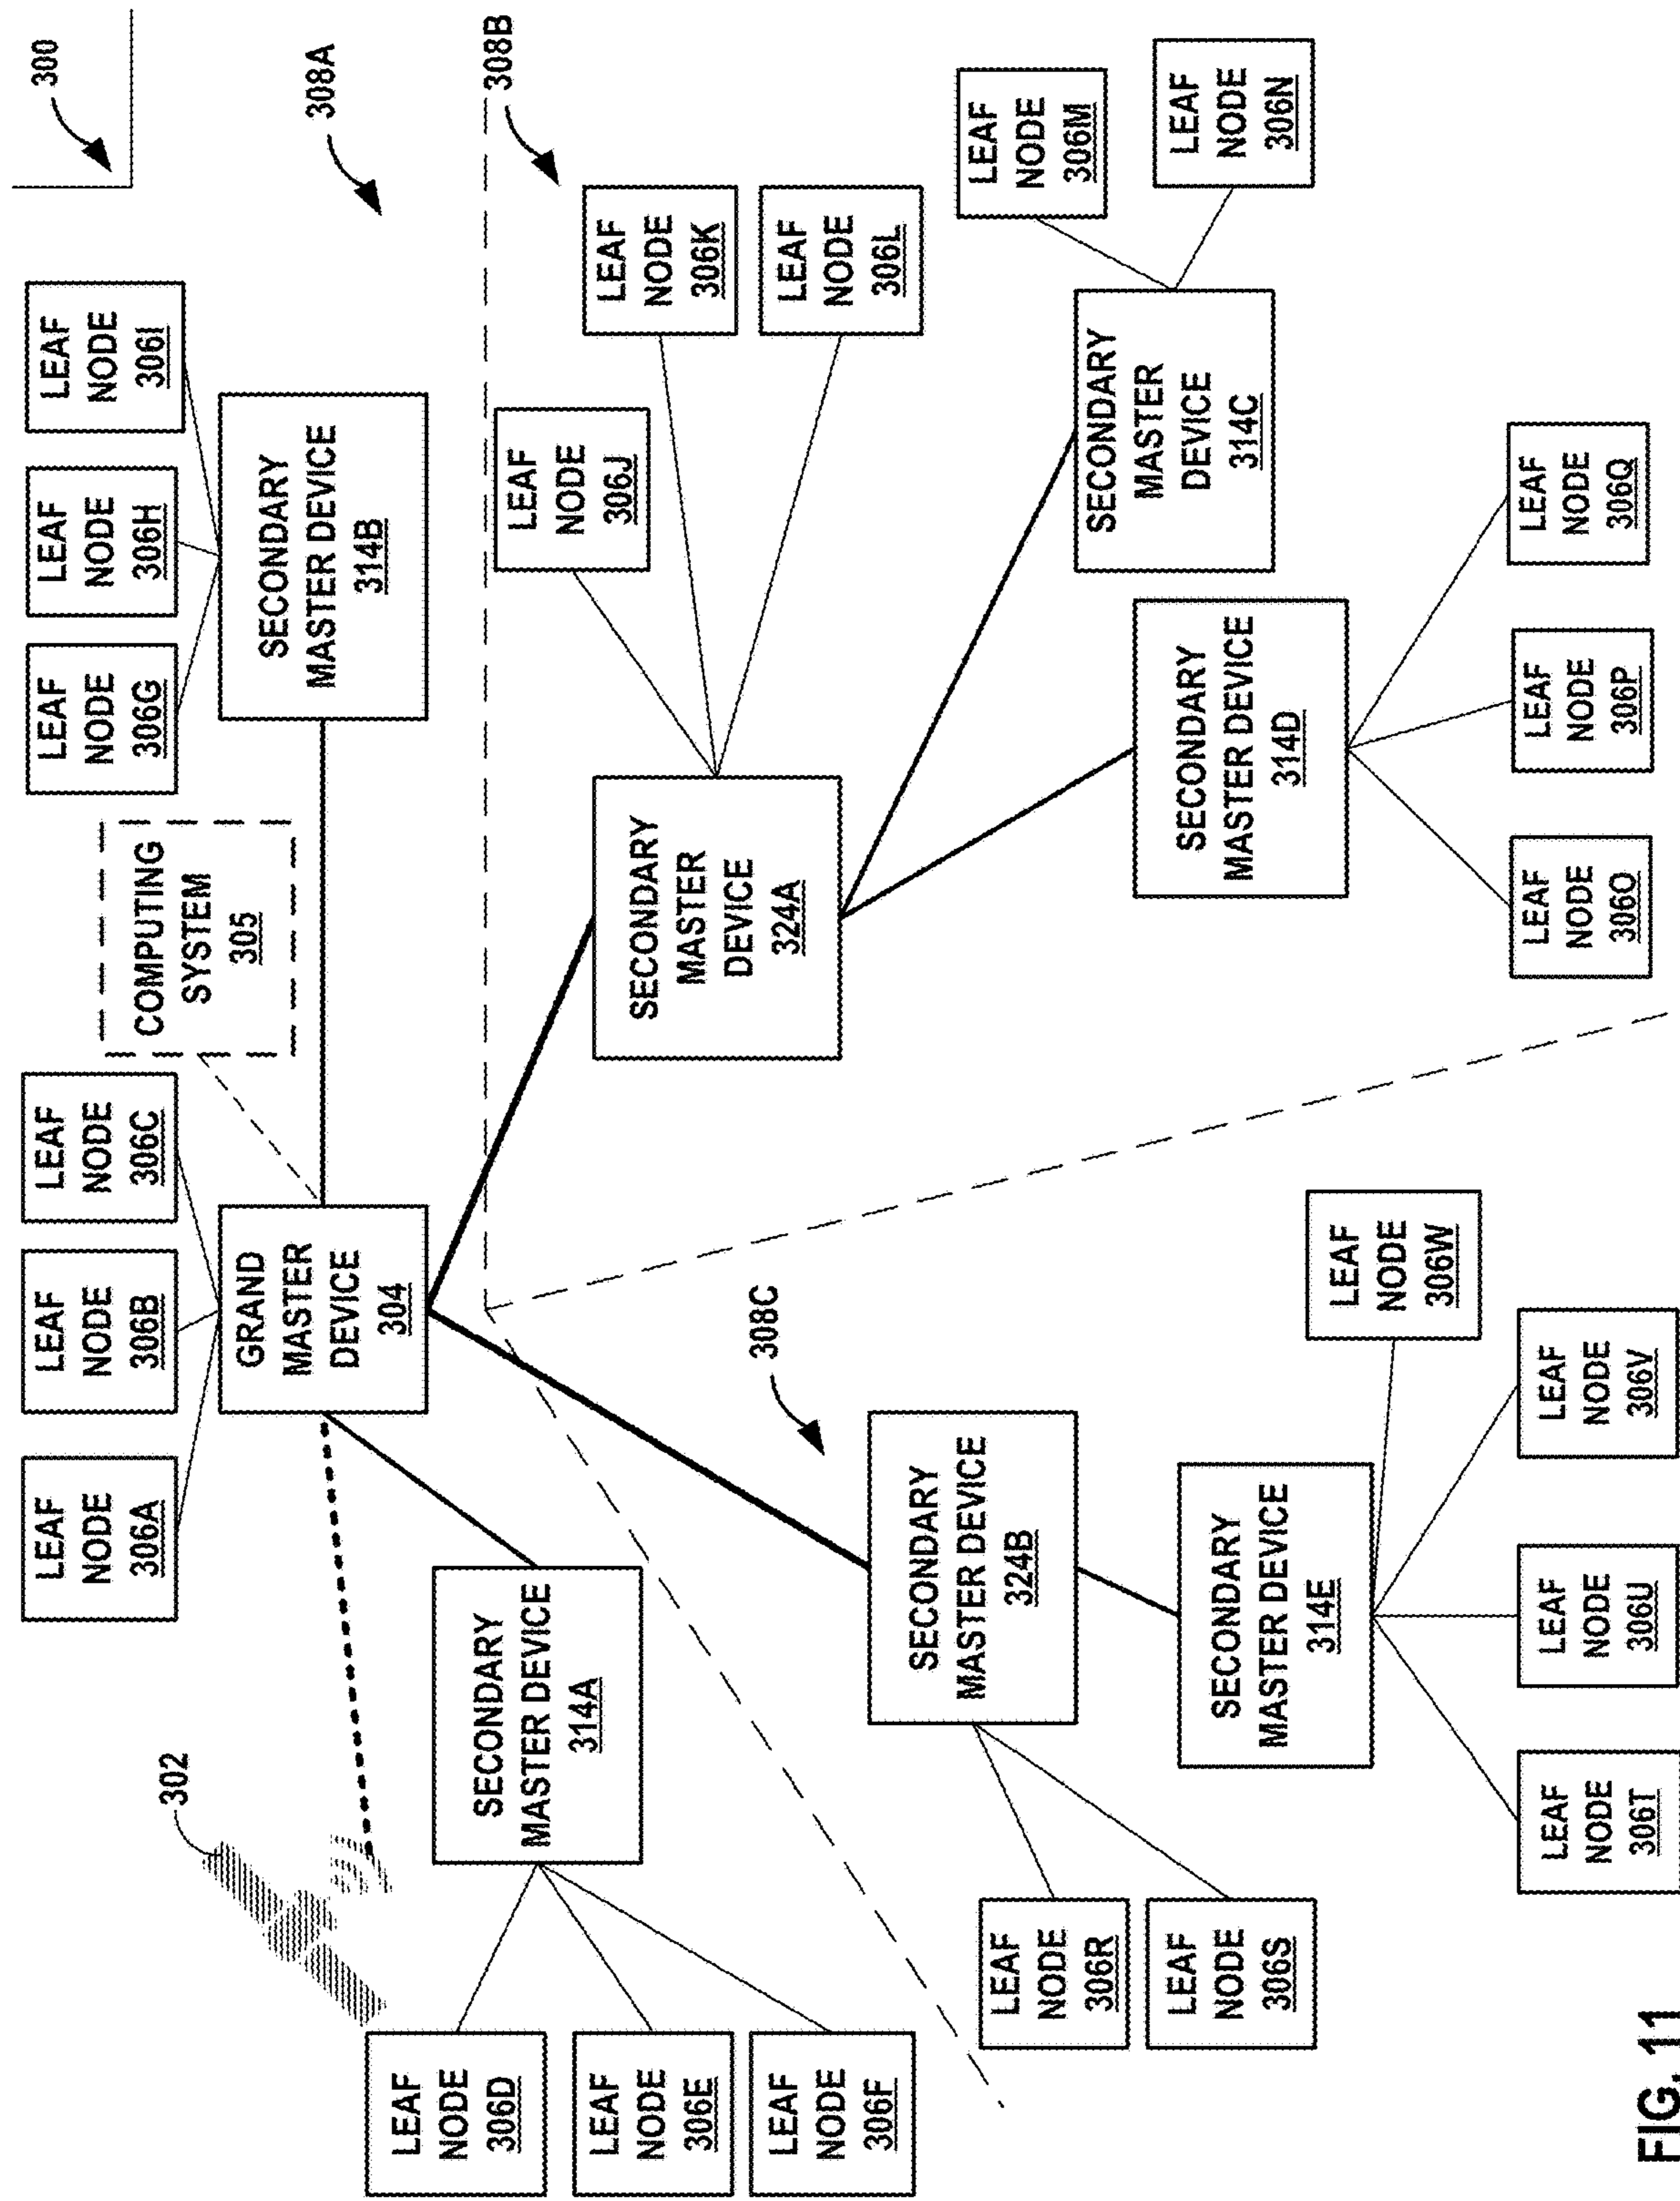 300
308A
308B
302
308C
LEAF
NODE
306A
LEAF
NODE
306B
LEAF
NODE
306C
COMPUTING
SYSTEM
305
LEAF
NODE
306G
LEAF
NODE
306H
LEAF
NODE
306I
GRAND
MASTER
DEVICE
304
SECONDARY
MASTER DEVICE
314B
SECONDARY
MASTER DEVICE
314A
LEAF
NODE
306D
LEAF
NODE
306E
LEAF
NODE
306F
LEAF
NODE
306J
LEAF
NODE
306K
LEAF
NODE
306L
SECONDARY
MASTER
DEVICE
324A
LEAF
NODE
306M
LEAF
NODE
306N
SECONDARY
MASTER
DEVICE
314C
SECONDARY
MASTER DEVICE
314D
LEAF
NODE
306O
LEAF
NODE
306P
LEAF
NODE
306Q
SECONDARY
MASTER DEVICE
324B
LEAF
NODE
306R
LEAF
NODE
306S
SECONDARY
MASTER DEVICE
314E
LEAF
NODE
306T
LEAF
NODE
306U
LEAF
NODE
306V
LEAF
NODE
306W
FIG. 11